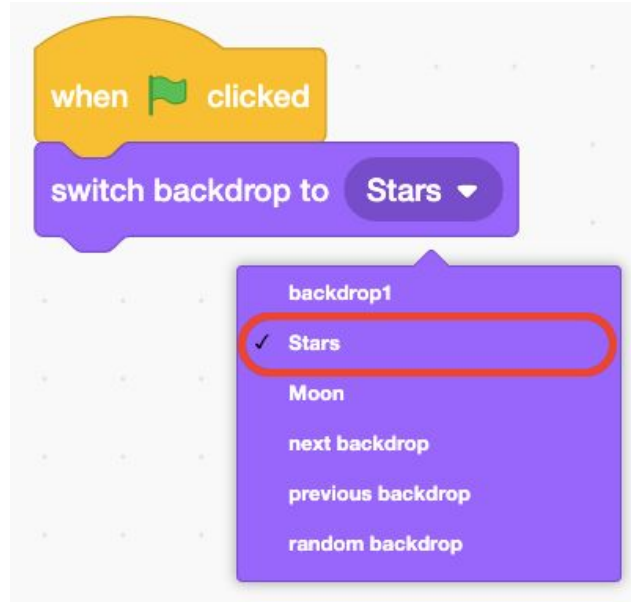 when clicked
switch backdrop to Stars
backdrop1
✓ Stars
Moon
next backdrop
previous backdrop
random backdrop